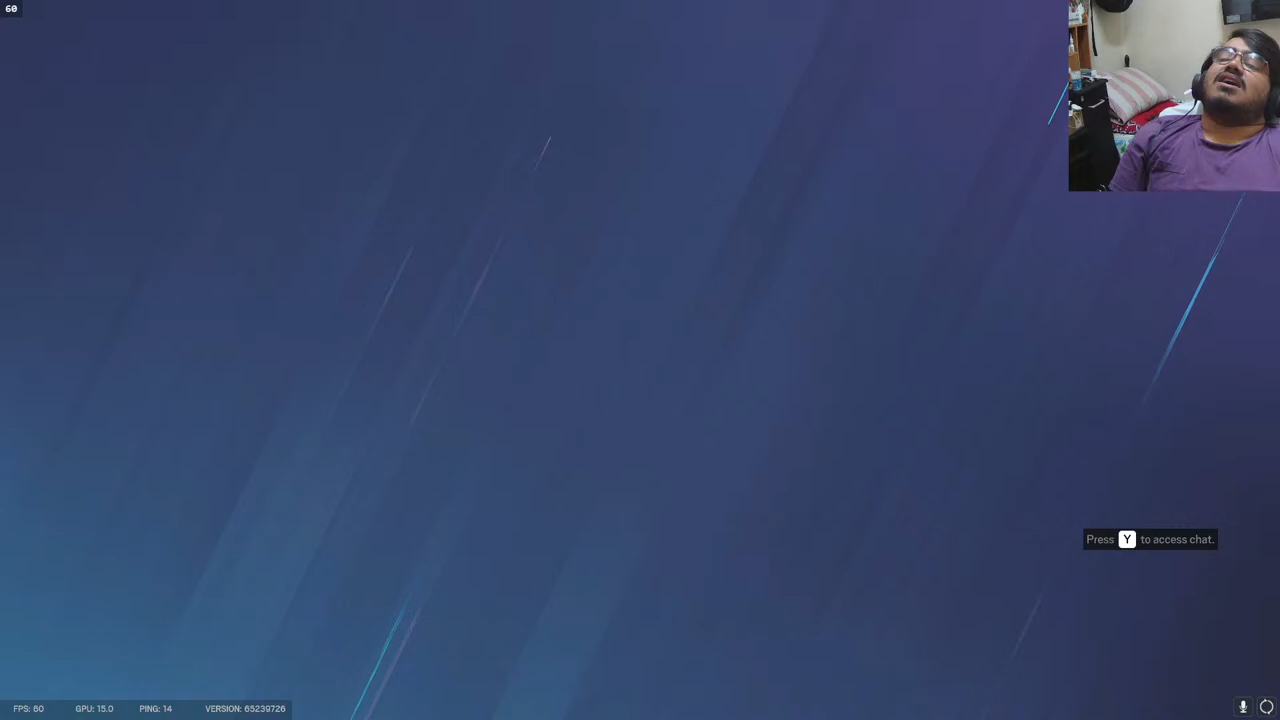 60
Press Y to access chat.
FPS: 60 GPU: 15.0 PING: 14 VERSION: 65239726